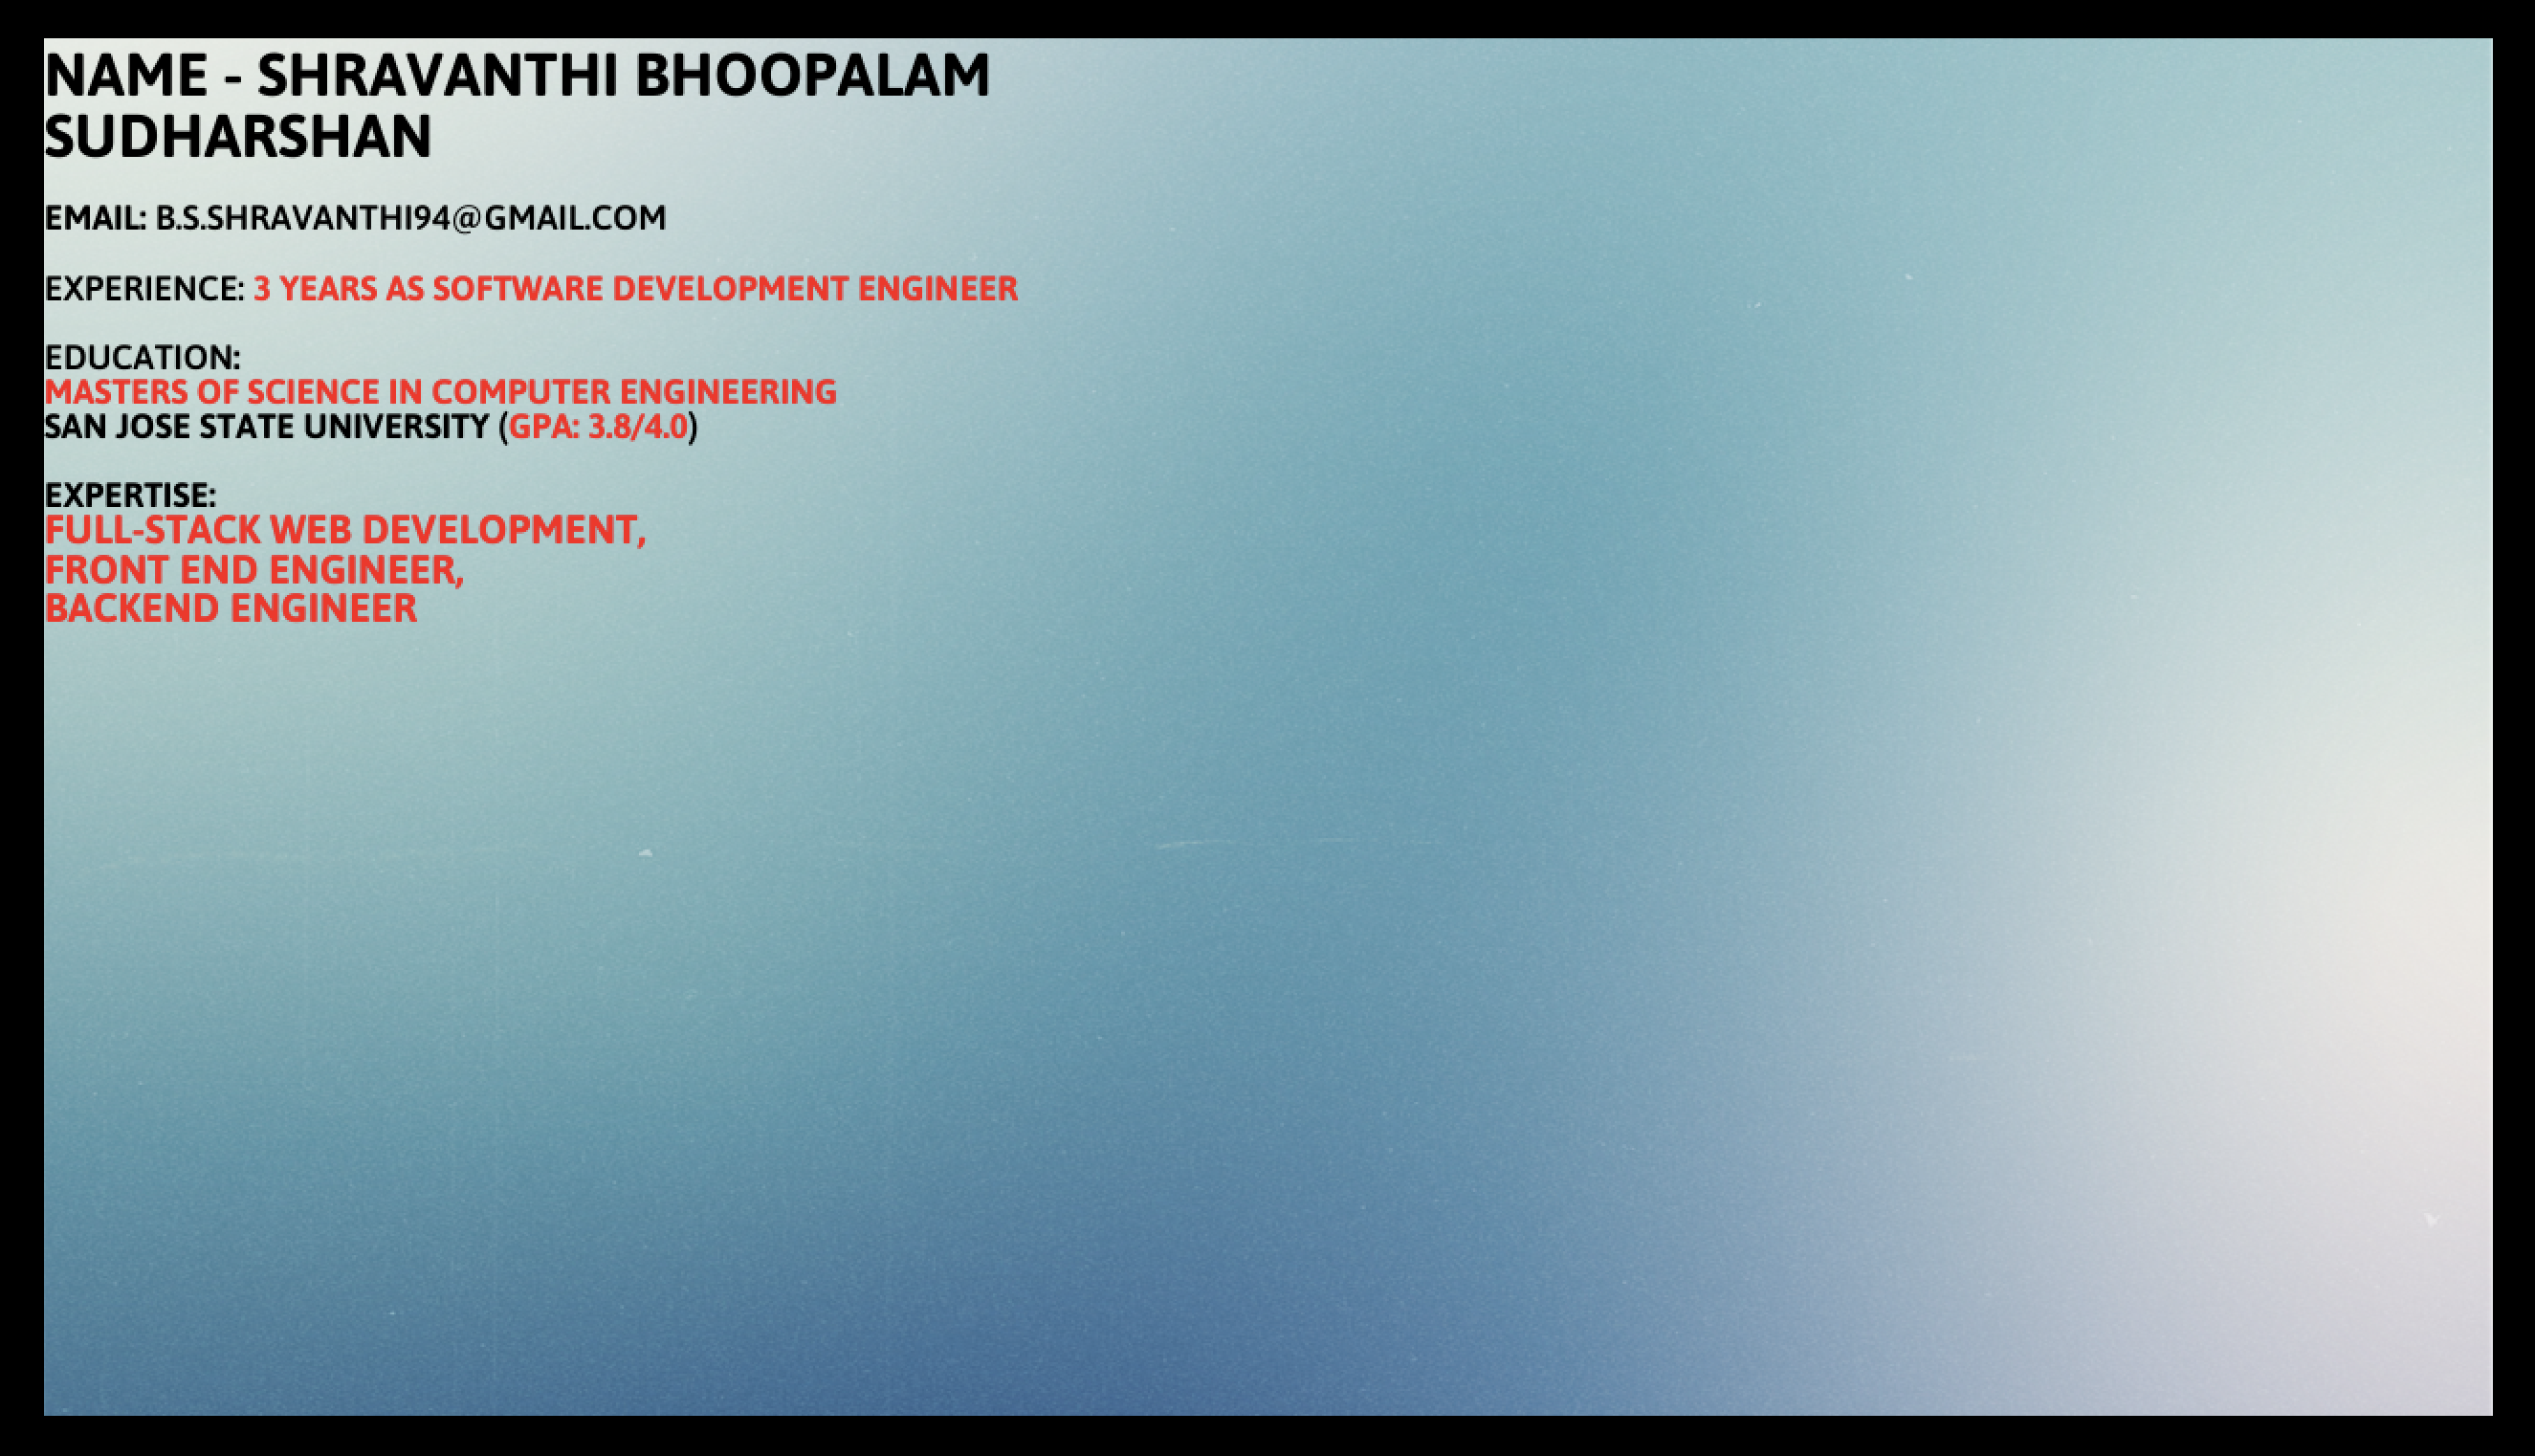 NAME - SHRAVANTHI BHOOPALAM
SUDHARSHAN
EMAIL: B.S.SHRAVANTHI94@GMAIL.COM
EXPERIENCE: 3 YEARS AS SOFTWARE DEVELOPMENT ENGINEER
EDUCATION:
MASTERS OF SCIENCE IN COMPUTER ENGINEERING
SAN JOSE STATE UNIVERSITY (GPA: 3.8/4.0)
EXPERTISE:
FULL-STACK WEB DEVELOPMENT,
FRONT END ENGINEER,
BACKEND ENGINEER